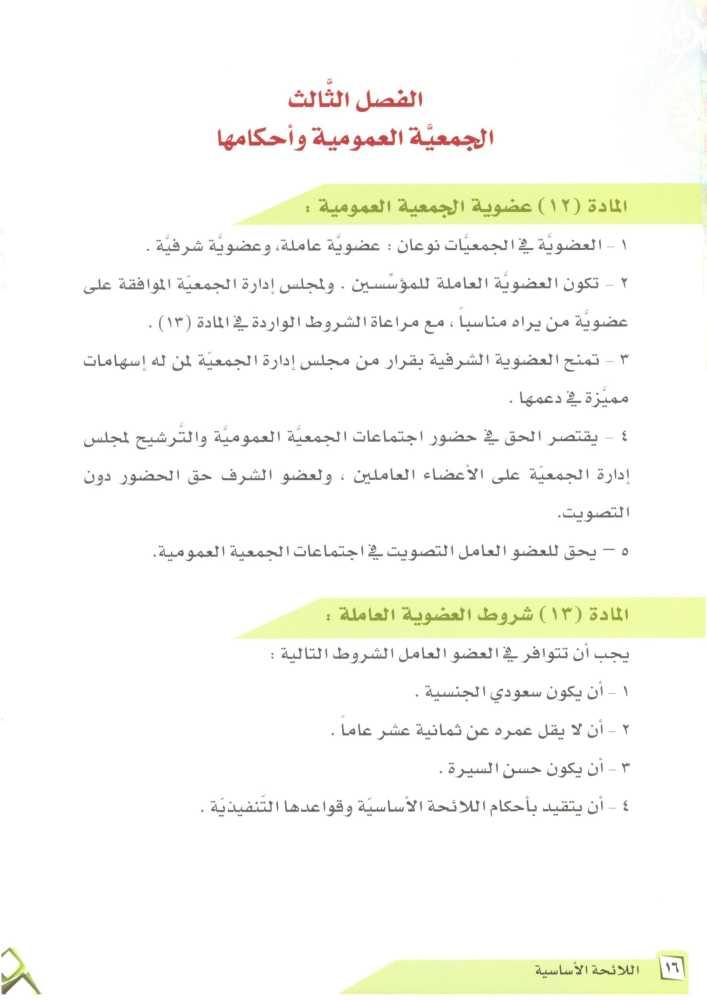 الفصل الثَّالث
الجمعيَّة العمومية وأحكامها
المادة (١٢) عضوية الجمعية العمومية :
١ - العضويَّة في الجمعيَّات نوعان : عضويَّة عاملة، وعضويَّة شرفيَّة .
٢ - تكون العضويَّة العاملة للمؤسِّسين . ولمجلس إدارة الجمعيَّة الموافقة على
عضويَّة من يراه مناسباً ، مع مراعاة الشروط الواردة في المادة (١٣) .
٣ - تمنح العضوية الشرفية بقرار من مجلس إدارة الجمعيَّة لمن له إسهامات
مميَّزة في دعمها .
٤ - يقتصر الحق في حضور اجتماعات الجمعيَّة العموميَّة والتَّرشيح لمجلس
إدارة الجمعيَّة على الأعضاء العاملين ، ولعضو الشرف حق الحضور دون
التصويت.
٥ – يحق للعضو العامل التصويت في اجتماعات الجمعية العمومية.
المادة (١٣) شروط العضوية العاملة :
يجب أن تتوافر في العضو العامل الشروط التالية :
١ - أن يكون سعودي الجنسية .
٢ - أن لا يقل عمره عن ثمانية عشر عاماً .
٣ - أن يكون حسن السيرة .
٤ - أن يتقيد بأحكام اللائحة الأساسيَّة وقواعدها التَّنفيذيَّة .
١٦ اللائحة الأساسية